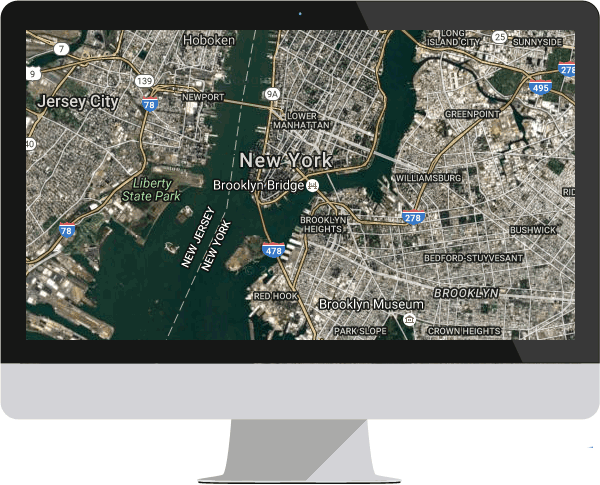 Hoboken
LONG
ISLAND CITY
25
SUNNYSIDE
7
9
139
278
495
Jersey City
78
NEWPORT
9A
LOWER
MANHATTAN
GREENPOINT
New York
Brooklyn Bridge
WILLIAMSBURG
Liberty
State Park
RID
78
NEW JERSEY
NEW YORK
BROOKLYN
HEIGHTS
278
BUSHWICK
478
BEDFORD-STUYVESANT
RED HOOK
BROOKLYN
Brooklyn Museum
PARK SLOPE
CROWN HEIGHTS